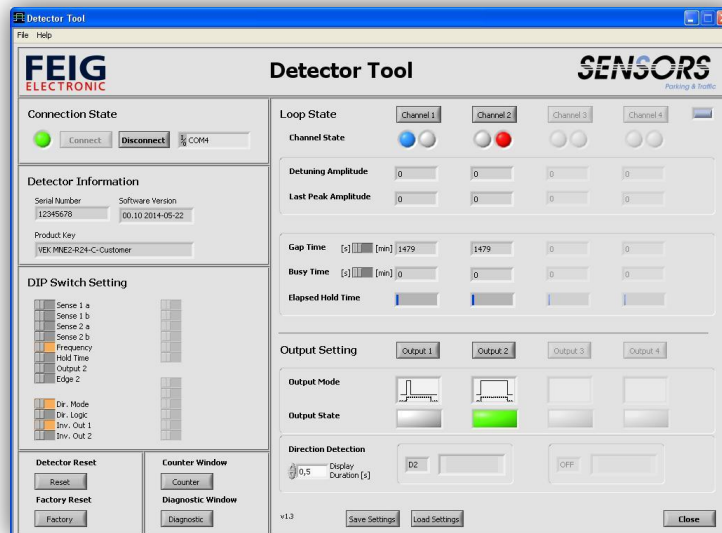 Detector Tool
File Help
FEIG
ELECTRONIC
Detector Tool
SENSORS
Parking & Traffic
Connection State
Connect Disconnect COM4
Detector Information
Serial Number Software Version
12345678 00.10 2014-05-22
Product Key
VEK MNE2-R24-C-Customer
DIP Switch Setting
Sense 1 a
Sense 1 b
Sense 2 a
Sense 2 b
Frequency
Hold Time
Output 2
Edge 2
Dir. Mode
Dir. Logic
Inv. Out 1
Inv. Out 2
Detector Reset
Reset
Factory Reset
Factory
Counter Window
Counter
Diagnostic Window
Diagnostic
Loop State Channel 1 Channel 2 Channel 3 Channel 4
Channel State
Detuning Amplitude 0 0 0 0
Last Peak Amplitude 0 0 0 0
Gap Time [s] [min] 1479 1479 0 0
Busy Time [s] [min] 0 0 0 0
Elapsed Hold Time
Output Setting Output 1 Output 2 Output 3 Output 4
Output Mode
Output State
Direction Detection
0,5 Display Duration [s] D2 OFF
v1.3 Save Settings Load Settings Close